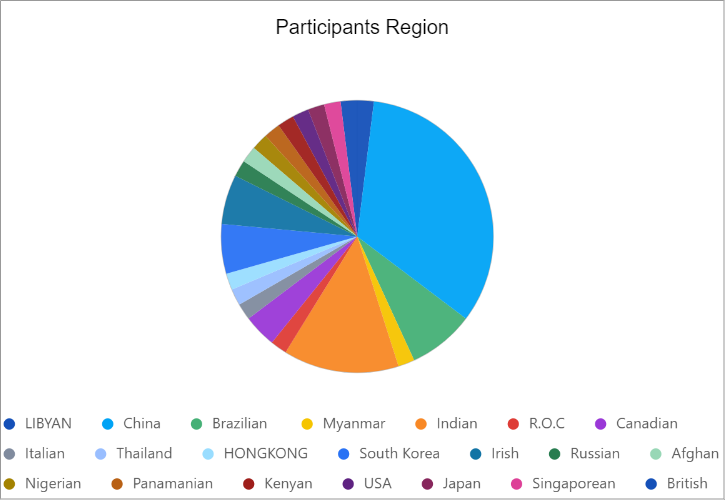 Participants Region
LIBYAN China Brazilian Myanmar Indian R.O.C Canadian
Italian Thailand HONGKONG South Korea Irish Russian Afghan
Nigerian Panamanian Kenyan USA Japan Singaporean British